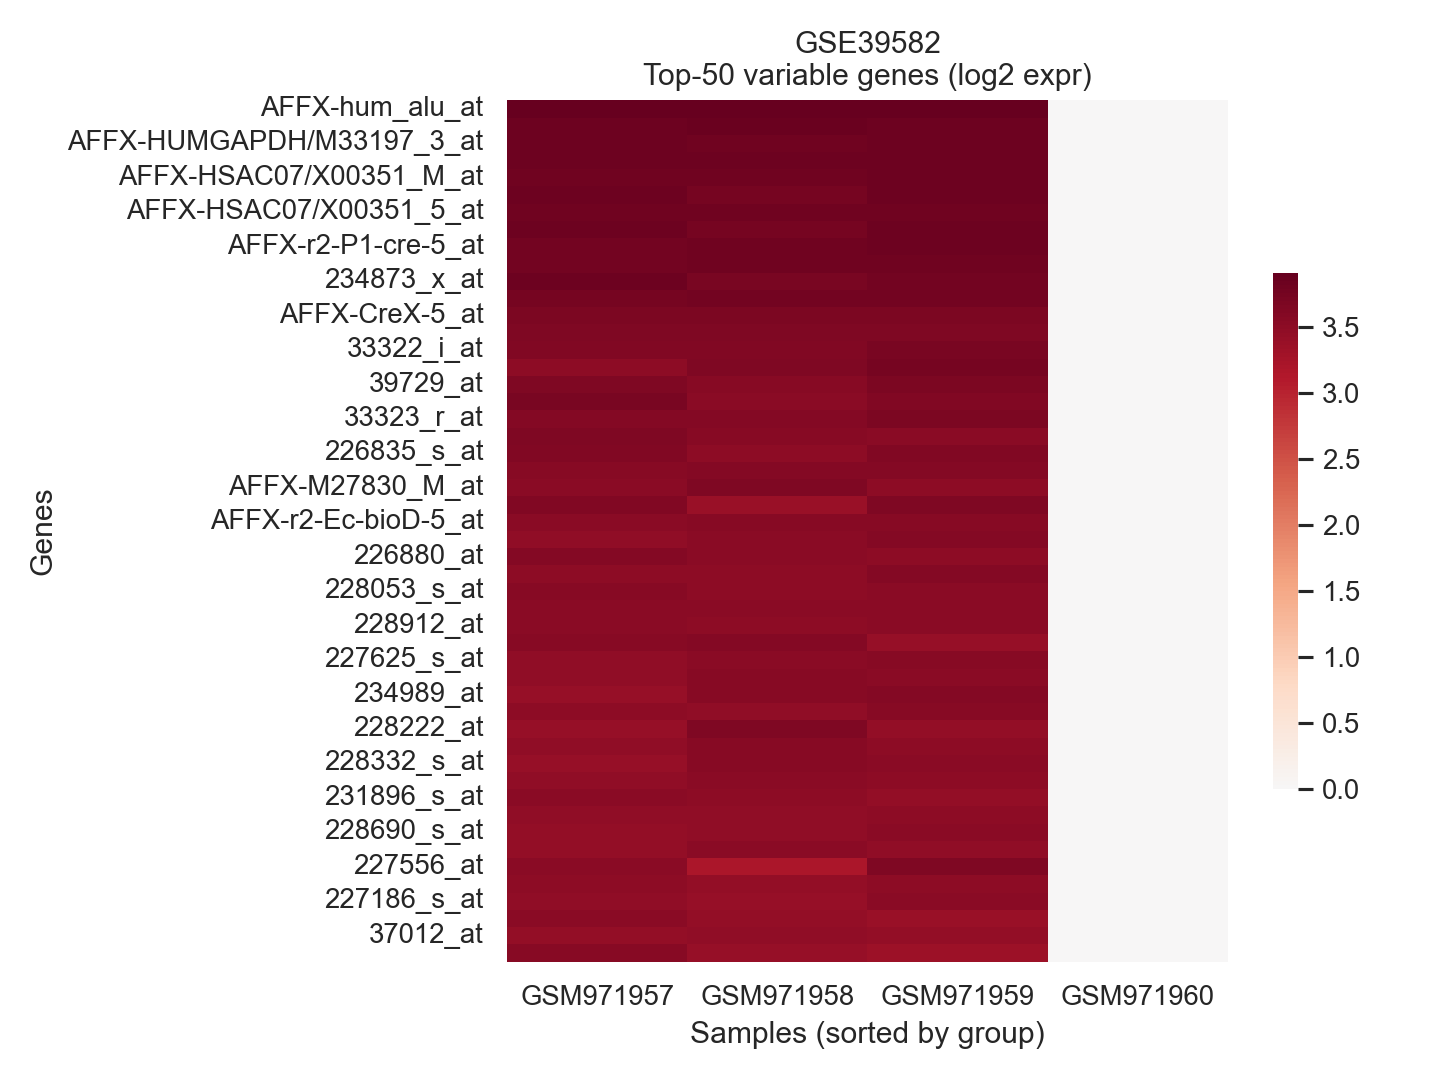 GSE39582
Top-50 variable genes (log2 expr)
AFFX-hum_alu_at
AFFX-HUMGAPDH/M33197_3_at
AFFX-HSAC07/X00351_M_at
AFFX-HSAC07/X00351_5_at
AFFX-r2-P1-cre-5_at
234873_x_at
AFFX-CreX-5_at
33322_i_at
39729_at
33323_r_at
226835_s_at
AFFX-M27830_M_at
AFFX-r2-Ec-bioD-5_at
226880_at
228053_s_at
228912_at
227625_s_at
234989_at
228222_at
228332_s_at
231896_s_at
228690_s_at
227556_at
227186_s_at
37012_at
Genes
GSM971957 GSM971958 GSM971959 GSM971960
Samples (sorted by group)
3.5
3.0
2.5
2.0
1.5
1.0
0.5
0.0